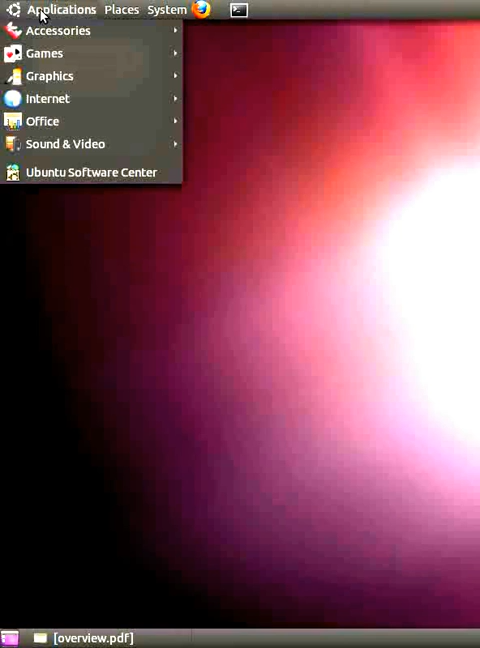 Applications Places System
Accessories
Games
Graphics
Internet
Office
Sound & Video
Ubuntu Software Center
[overview.pdf]